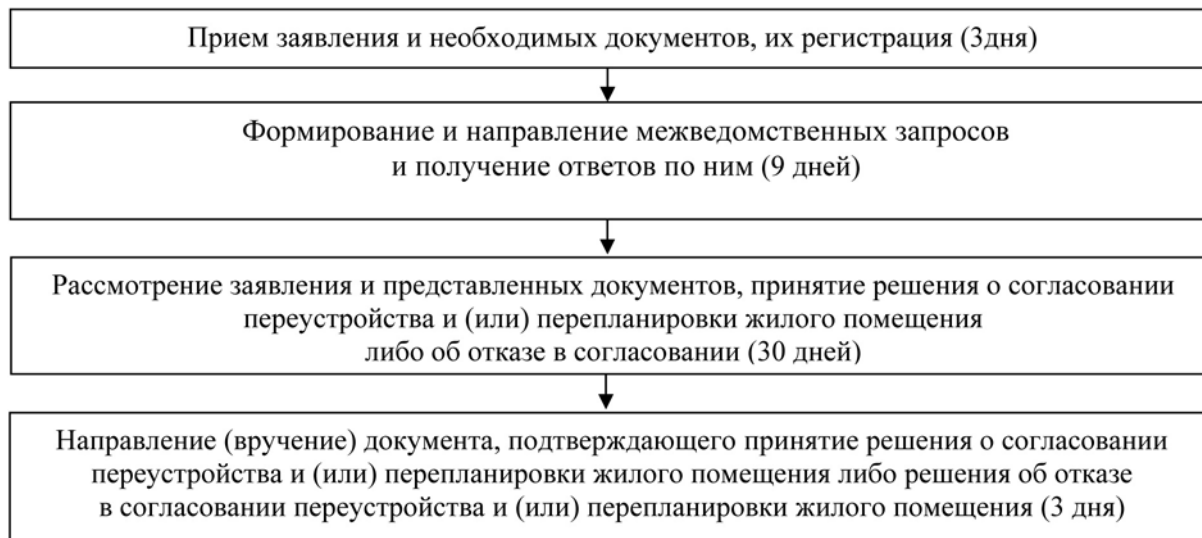 Прием заявления и необходимых документов, их регистрация (3дня)
Формирование и направление межведомственных запросов
и получение ответов по ним (9 дней)
Рассмотрение заявления и представленных документов, принятие решения о согласовании
переустройства и (или) перепланировки жилого помещения
либо об отказе в согласовании (30 дней)
Направление (вручение) документа, подтверждающего принятие решения о согласовании
переустройства и (или) перепланировки жилого помещения либо решения об отказе
в согласовании переустройства и (или) перепланировки жилого помещения (3 дня)